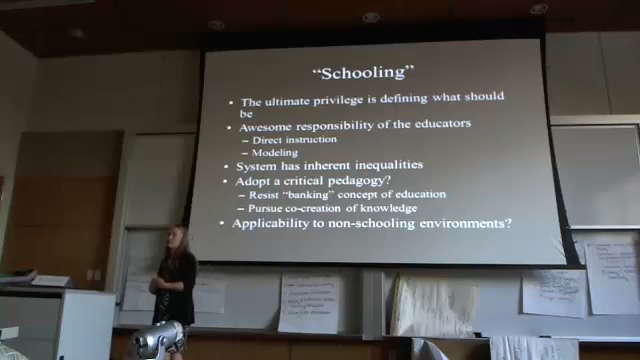 “Schooling”
• The ultimate privilege is defining what should
be
• Awesome responsibility of the educators
– Direct instruction
– Modeling
• System has inherent inequalities
• Adopt a critical pedagogy?
– Resist “banking” concept of education
– Pursue co-creation of knowledge
• Applicability to non-schooling environments?